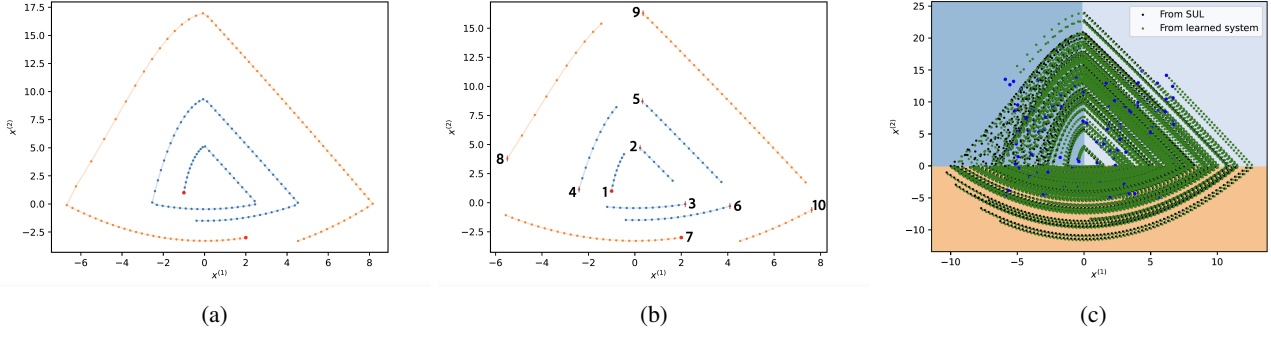 17.5
15.0
12.5
10.0
7.5
5.0
2.5
0.0
−2.5
x(2)
−6 −4 −2 0 2 4 6 8
x(1)
(a)
15.0
12.5
10.0
7.5
5.0
2.5
0.0
−2.5
x(2)
9
5
2
8
4
1
3
6
10
7
−6 −4 −2 0 2 4 6 8
x(1)
(b)
25
20
15
10
5
0
−5
−10
x(2)
From SUL
From learned system
−10 −5 0 5 10
x(1)
(c)